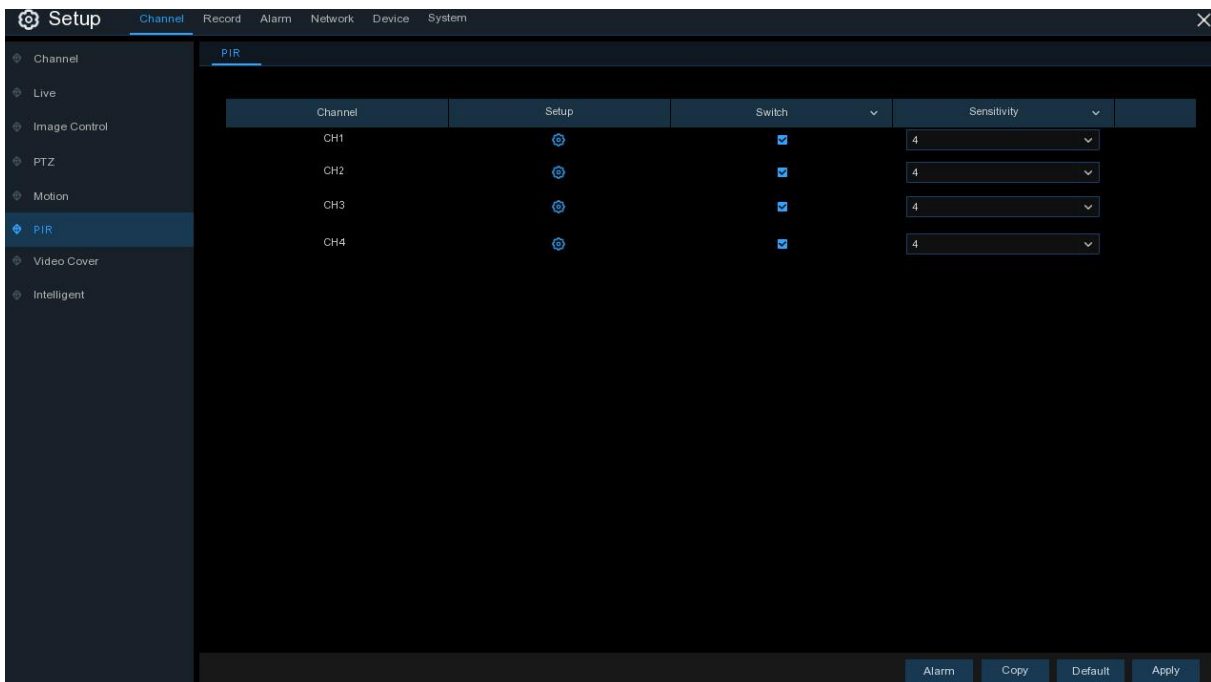 Setup Channel Record Alarm Network Device System
Channel
Live
Image Control
PTZ
Motion
PIR
Video Cover
Intelligent
PIR
Channel Setup Switch Sensitivity
CH1 4
CH2 4
CH3 4
CH4 4
Alarm Copy Default Apply